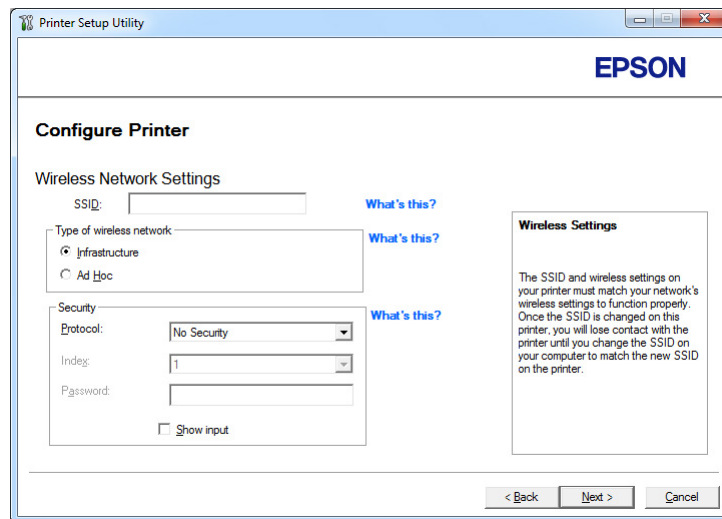 Printer Setup Utility
EPSON
Configure Printer
Wireless Network Settings
SSID:
What's this?
Type of wireless network
What's this?
Infrastructure
Ad Hoc
Security
What's this?
Protocol:
No Security
Index:
1
Password:
Show input
Wireless Settings
The SSID and wireless settings on
your printer must match your network's
wireless settings to function properly.
Once the SSID is changed on this
printer, you will lose contact with the
printer until you change the SSID on
your computer to match the new SSID
on the printer.
< Back
Next >
Cancel